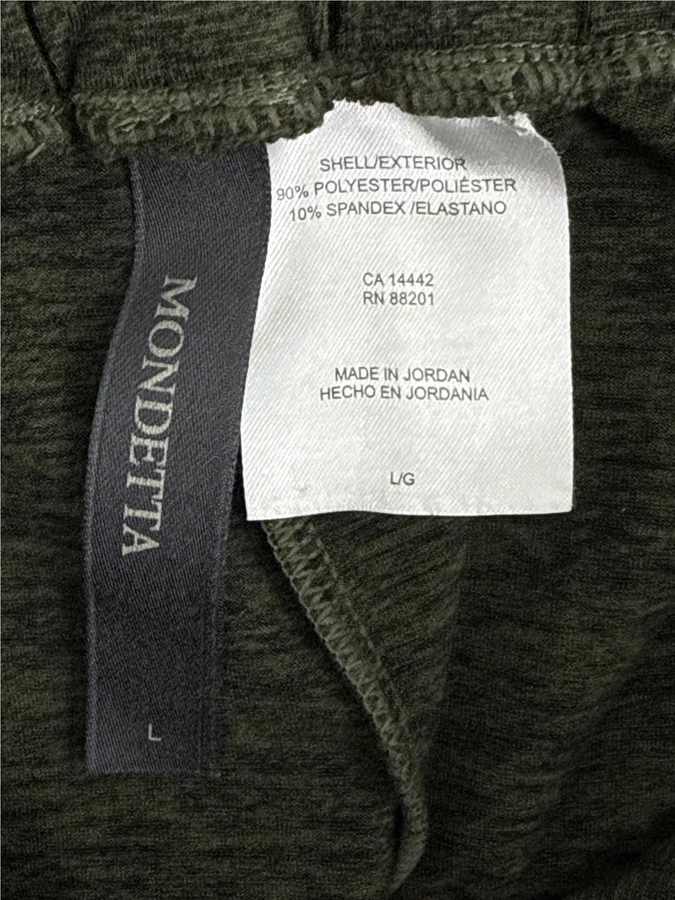 SHELL/EXTERIOR
90% POLYESTER/POLIÉSTER
10% SPANDEX /ELASTANO
CA 14442
RN 88201
MADE IN JORDAN
HECHO EN JORDANIA
L/G
MONDETTA
L